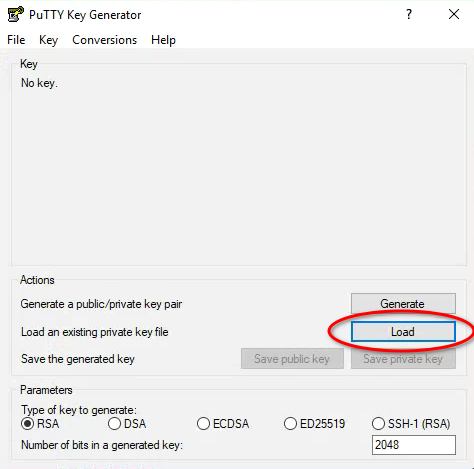 PuTTY Key Generator ? X
File Key Conversions Help
Key
No key.
Actions
Generate a public/private key pair Generate
Load an existing private key file Load
Save the generated key Save public key Save private key
Parameters
Type of key to generate:
RSA DSA ECDSA ED25519 SSH-1 (RSA)
Number of bits in a generated key: 2048